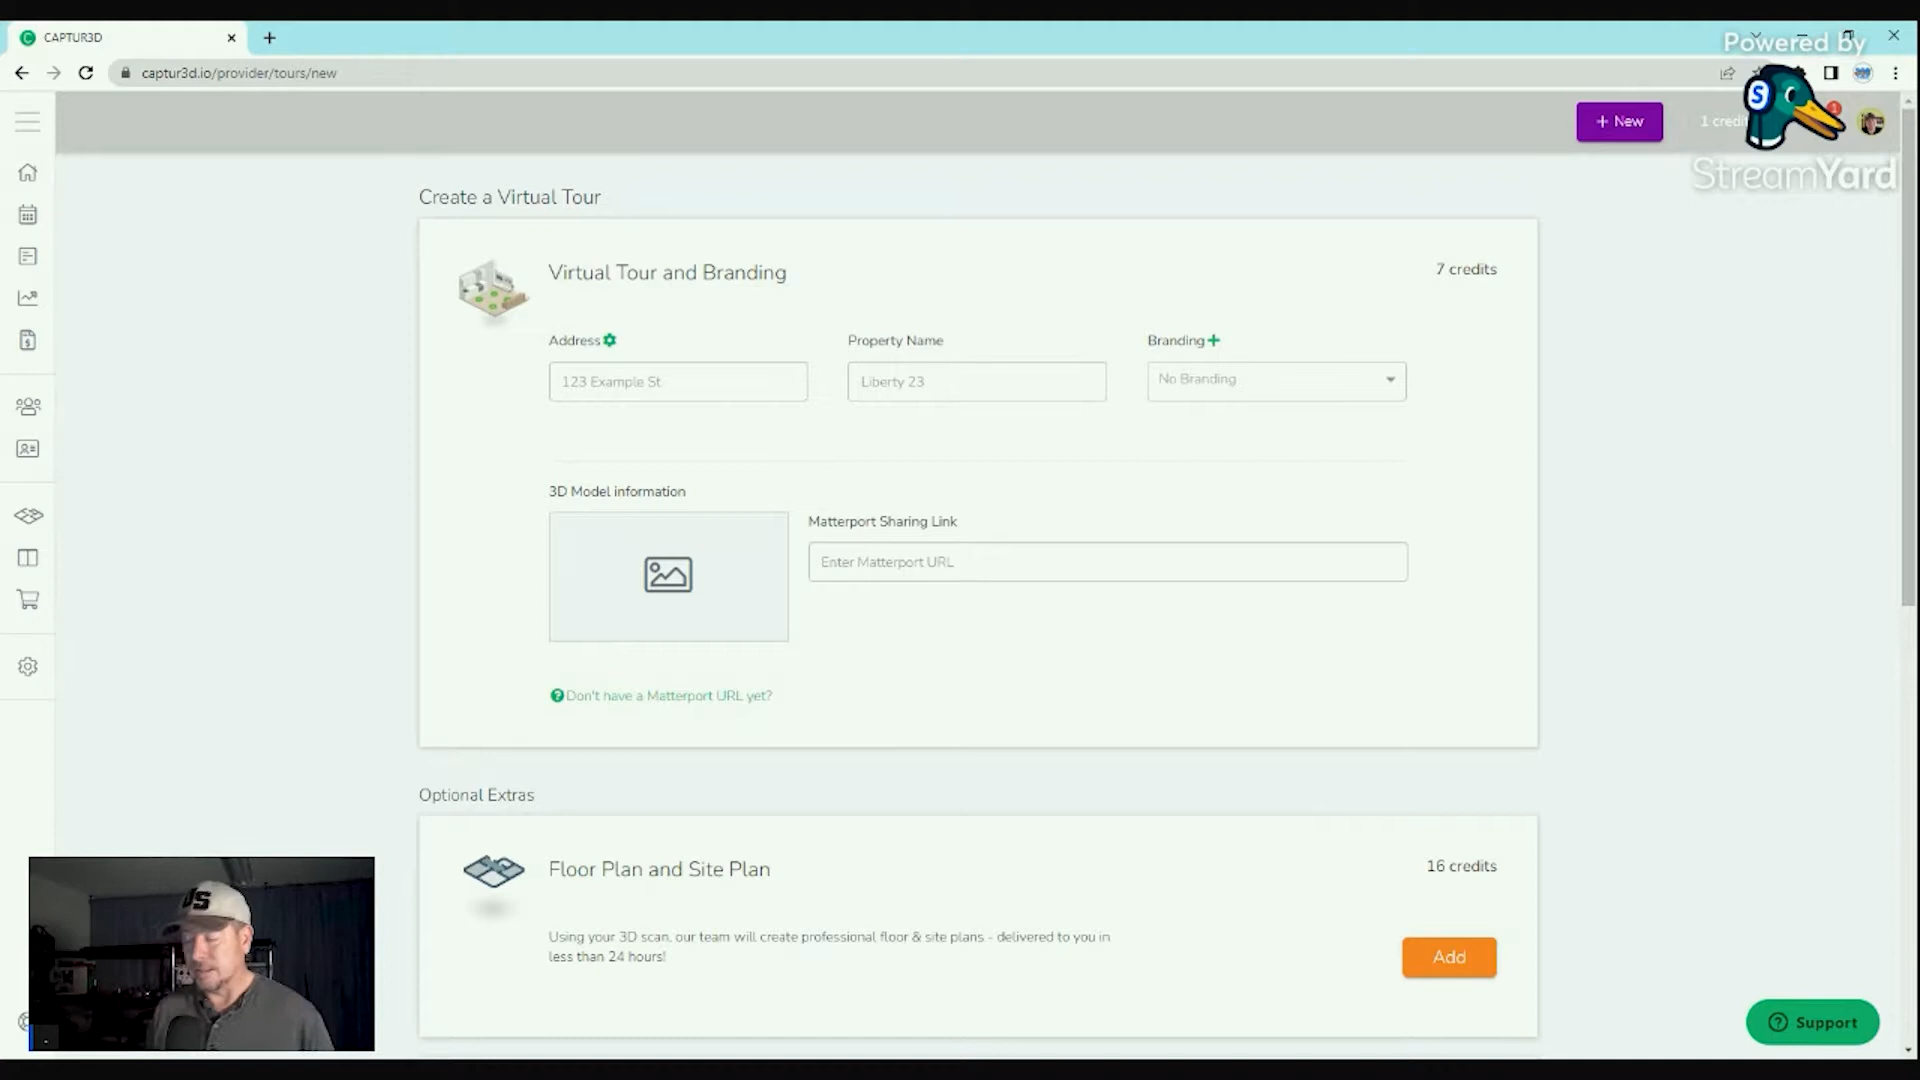 CAPTUR3D
Powered by
captur3d.io/provider/tours/new
+ New
1 credit
S
1
StreamYard
Create a Virtual Tour
Virtual Tour and Branding
7 credits
Address
Property Name
Branding
123 Example St
Liberty 23
No Branding
3D Model information
Matterport Sharing Link
Enter Matterport URL
Don't have a Matterport URL yet?
Optional Extras
Floor Plan and Site Plan
16 credits
Using your 3D scan, our team will create professional floor & site plans - delivered to you in
less than 24 hours!
Add
Support